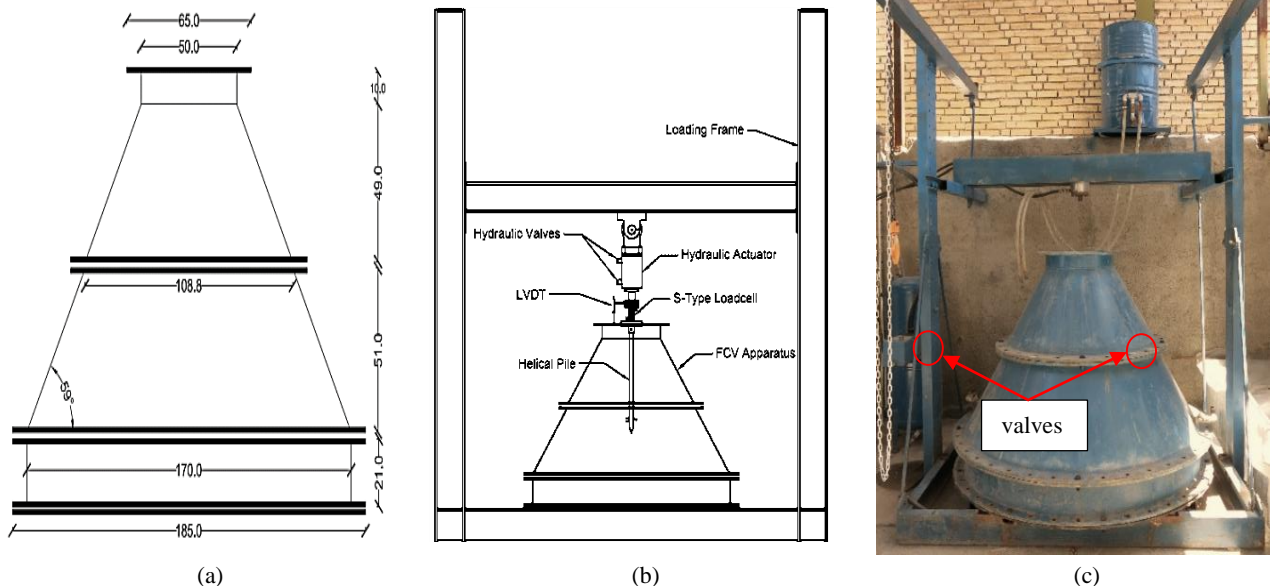 65.0
50.0
10.0
49.0
108.8
51.0
59°
170.0
21.0
185.0
Loading Frame
Hydraulic Valves
Hydraulic Actuator
LVDT
S-Type Loadcell
FCV Apparatus
Helical Pile
valves
(a)
(b)
(c)